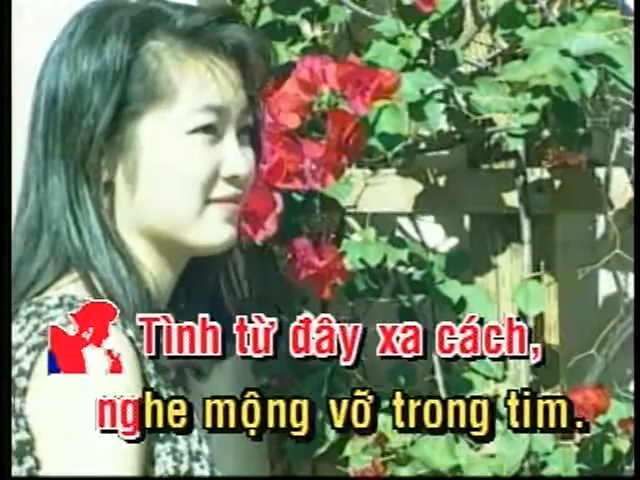 Tình từ đây xa cách,
nghe mộng vỡ trong tim.